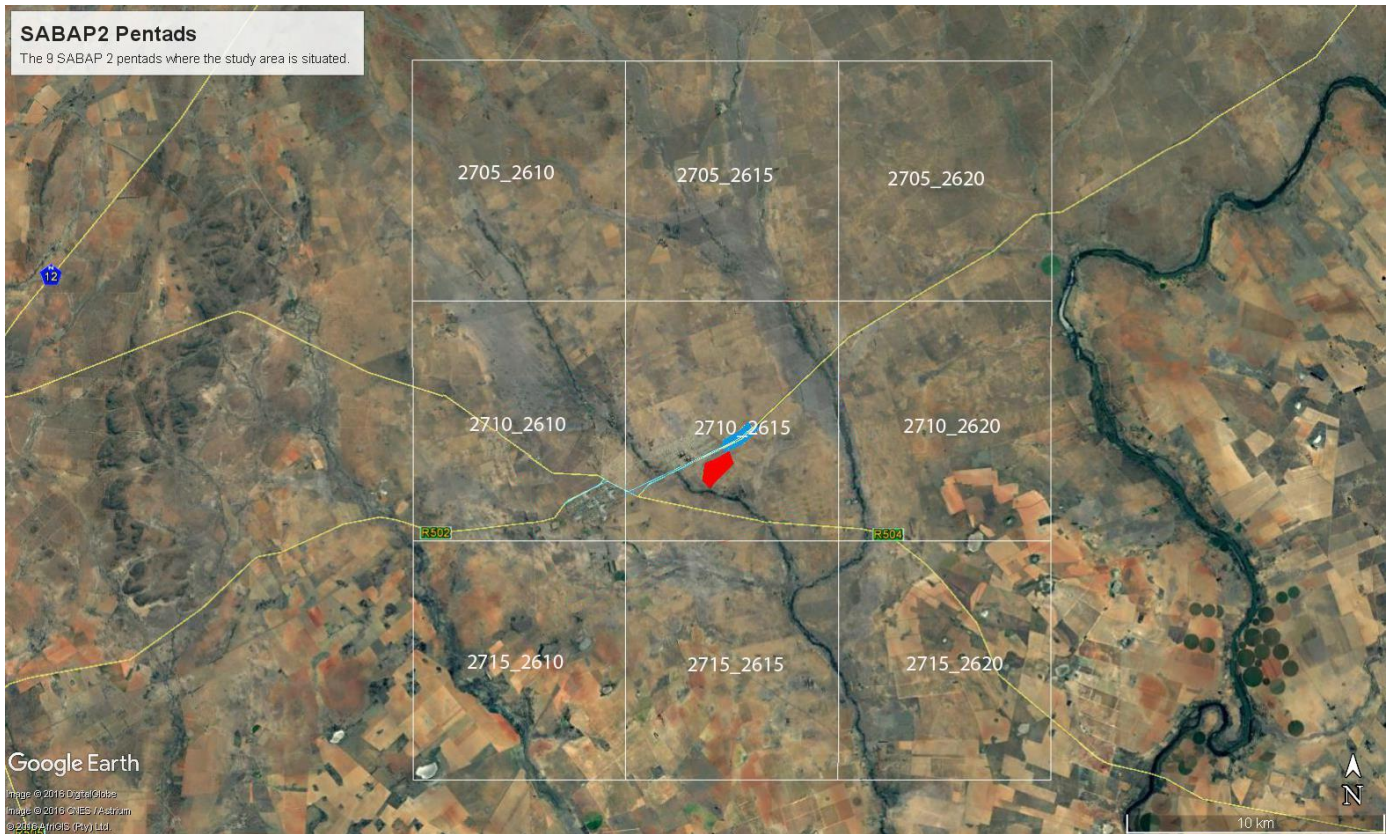 SABAP2 Pentads
The 9 SABAP 2 pentads where the study area is situated.
2705_2610
2705_2615
2705_2620
12
2710_2610
2710_2615
2710_2620
R502
R504
2715_2610
2715_2615
2715_2620
Google Earth
Image © 2016 DigitalGlobe
Image © 2016 CNES / Astrium
© 2016 AfriGIS (Pty) Ltd.
N
10 km